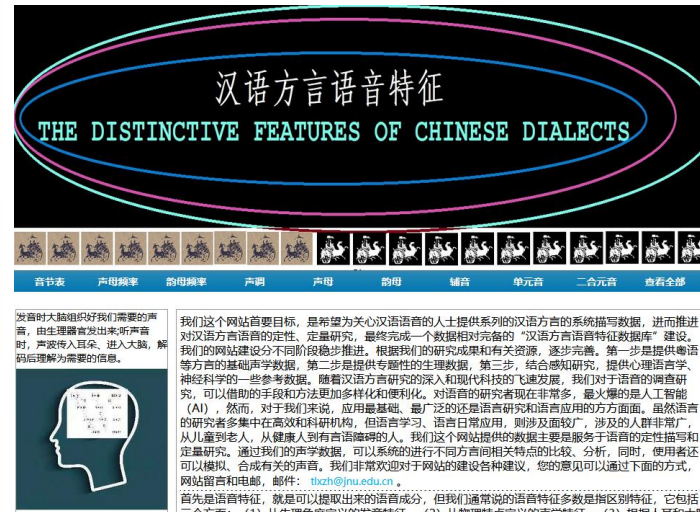 汉语方言语音特征
THE DISTINCTIVE FEATURES OF CHINESE DIALECTS
音节表 声母频率 韵母频率 声调 声母 韵母 辅音 单元音 二合元音 查看全部
发音时大脑组织好我们需要的声
音，由生理器官发出来;听声音
时，声波传入耳朵、进入大脑，解
码后理解为需要的信息。
我们这个网站首要目标，是希望为关心汉语语音的人士提供系列的汉语方言的系统描写数据，进而推进
对汉语方言语音的定性、定量研究，最终完成一个数据相对完备的“汉语方言语音特征数据库”建设。
我们的网站建设分不同阶段稳步推进。根据我们的研究成果和有关资源，逐步完善。第一步是提供粤语
等方言的基础声学数据，第二步是提供专题性的生理数据，第三步，结合感知研究，提供心理语言学、
神经科学的一些参考数据。随着汉语方言研究的深入和现代科技的飞速发展，我们对于语音的调查研
究，可以借助的手段和方法更加多样化和便利化。对语音的研究者现在非常多，最火爆的是人工智能
（AI），然而，对于我们来说，应用最基础、最广泛的还是语言研究和语言应用的方方面面。虽然语言
的研究者多集中在高效和科研机构，但语言学习、语言日常应用，则涉及面较广，涉及的人群非常广，
从儿童到老人，从健康人到有言语障碍的人。我们这个网站提供的数据主要是服务于语音的定性描写和
定量研究。通过我们的声学数据，可以系统的进行不同方言间相关特点的比较、分析，同时，使用者还
可以模拟、合成有关的声音。我们非常欢迎对于网站的建设各种建议，您的意见可以通过下面的方式，
网站留言和电邮，邮件： tlxzh@jnu.edu.cn 。
首先是语音特征，就是可以提取出来的语音成分，但我们通常说的语音特征多数是指区别特征，它包括